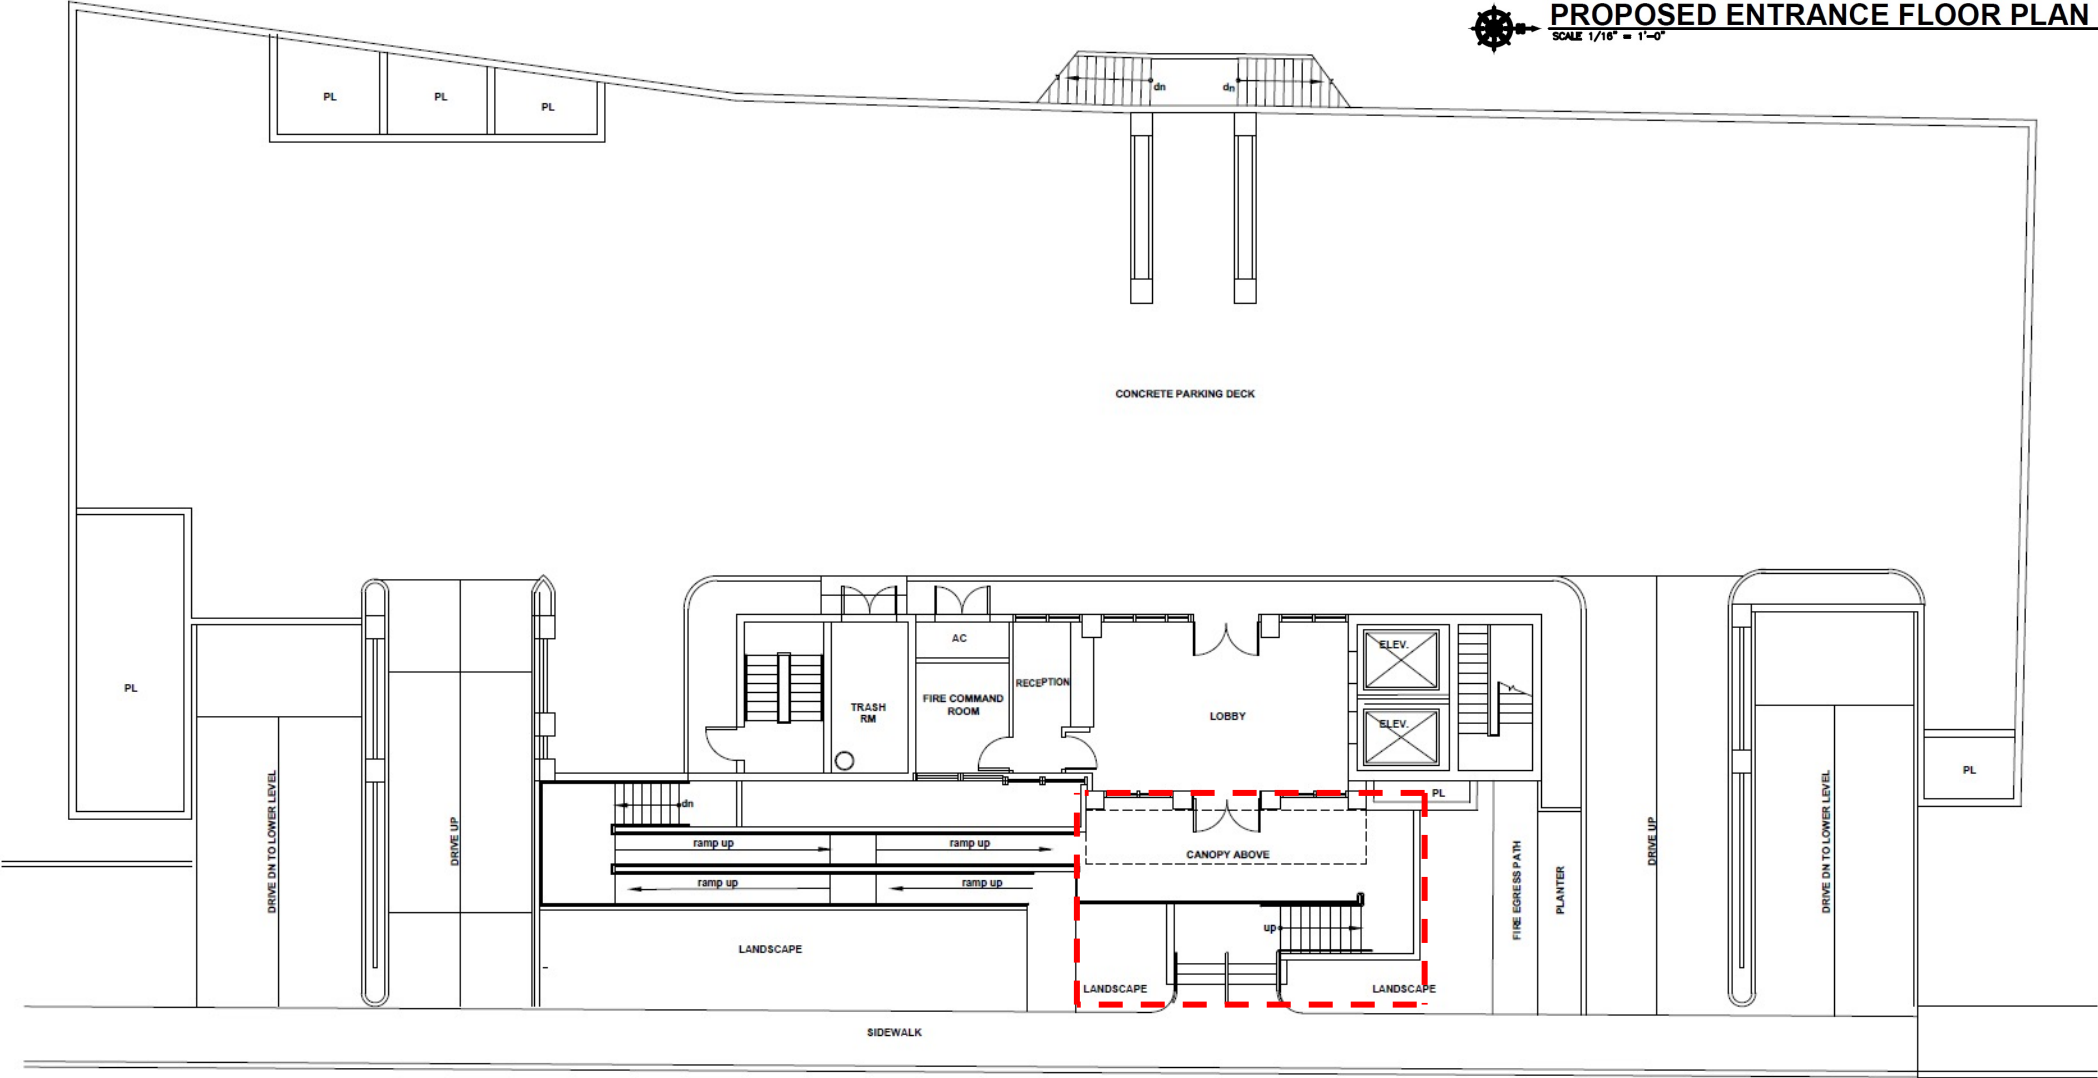 PROPOSED ENTRANCE FLOOR PLAN
SCALE 1/16" = 1'-0"
N
PL
PL
PL
dn
dn
CONCRETE PARKING DECK
PL
AC
RECEPTION
FIRE COMMAND
ROOM
TRASH
RM
LOBBY
ELEV.
ELEV.
PL
PL
DRIVE DN TO LOWER LEVEL
DRIVE UP
dn
ramp up
ramp up
ramp up
ramp up
CANOPY ABOVE
FIRE EGRESS PATH
PLANTER
DRIVE UP
DRIVE DN TO LOWER LEVEL
up
LANDSCAPE
LANDSCAPE
LANDSCAPE
SIDEWALK